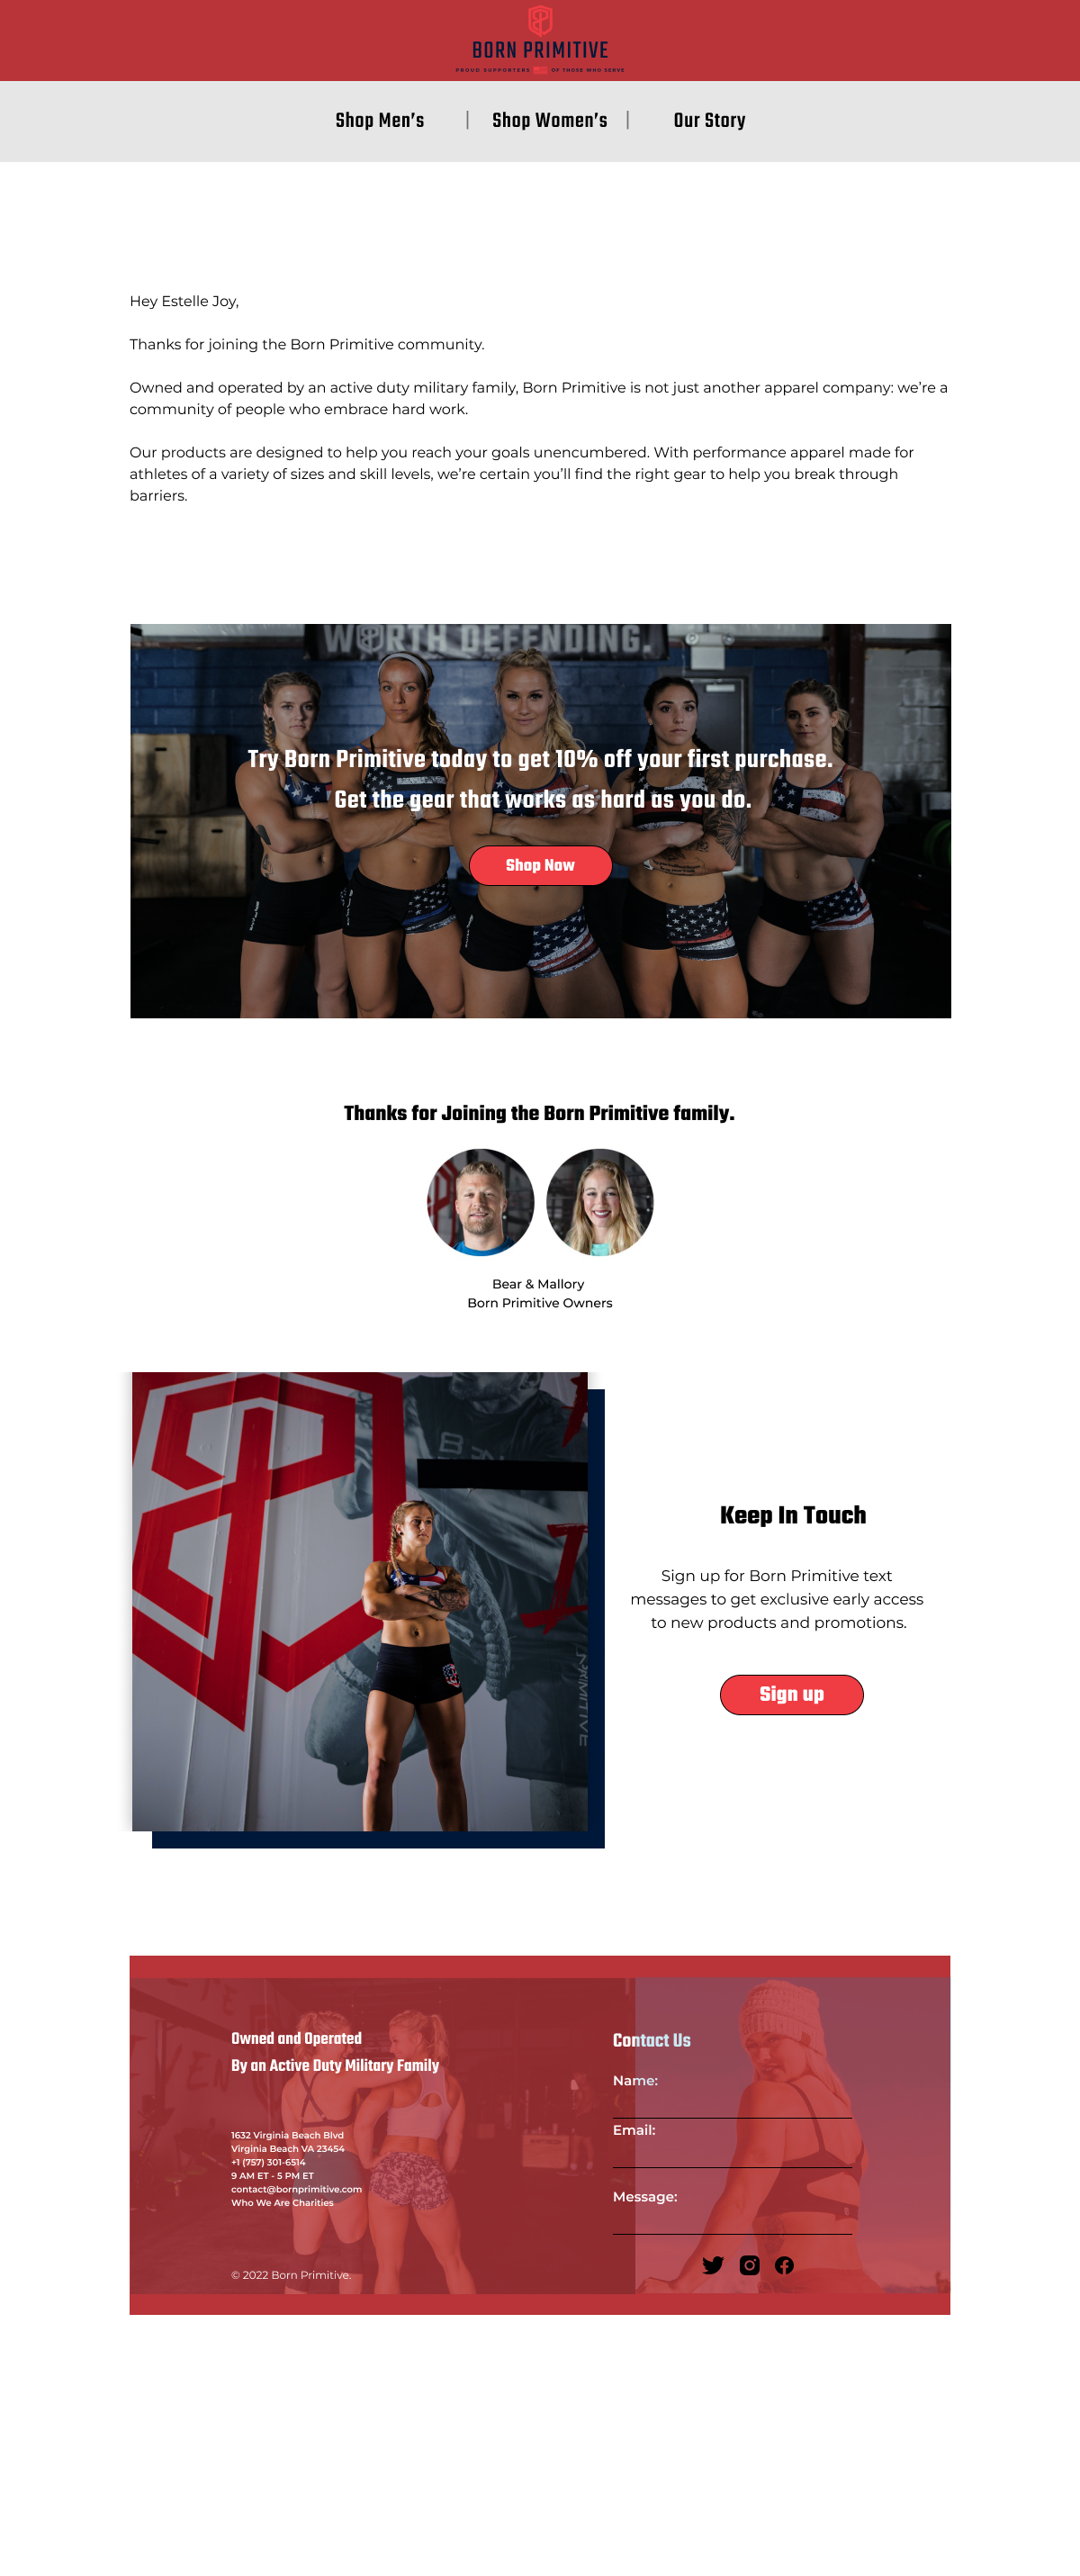 BORN PRIMITIVE
PROUD SUPPORTERS OF THOSE WHO SERVE
Shop Men’s | Shop Women’s | Our Story
Hey Estelle Joy,
Thanks for joining the Born Primitive community.
Owned and operated by an active duty military family, Born Primitive is not just another apparel company: we’re a
community of people who embrace hard work.
Our products are designed to help you reach your goals unencumbered. With performance apparel made for
athletes of a variety of sizes and skill levels, we’re certain you’ll find the right gear to help you break through
barriers.
WORTH DEFENDING.
Try Born Primitive today to get 10% off your first purchase.
Get the gear that works as hard as you do.
Shop Now
Thanks for Joining the Born Primitive family.
Bear & Mallory
Born Primitive Owners
Keep In Touch
Sign up for Born Primitive text
messages to get exclusive early access
to new products and promotions.
Sign up
Owned and Operated
By an Active Duty Military Family
1632 Virginia Beach Blvd
Virginia Beach VA 23454
+1 (757) 301-6514
9 AM ET - 5 PM ET
contact@bornprimitive.com
Who We Are Charities
© 2022 Born Primitive.
Contact Us
Name:
Email:
Message: